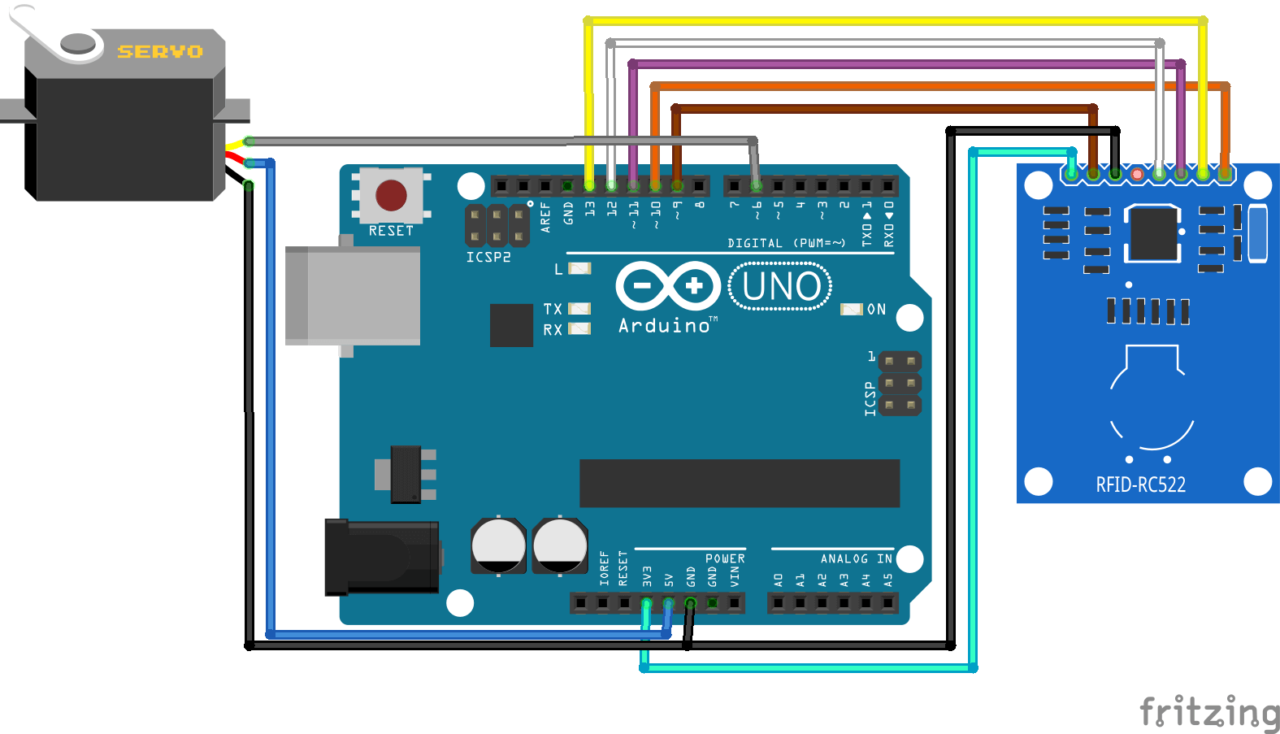 SERVO
RESET
ICSP2
AREF
GND
13
12
~11
~10
~9
8
7
~6
~5
4
~3
2
TX0▶1
RX0◀0
DIGITAL (PWM=~)
L
TX
RX
UNO
ON
Arduino™
1
ICSP
IOREF
RESET
3V3
5V
GND
GND
VIN
POWER
ANALOG IN
A0
A1
A2
A3
A4
A5
RFID-RC522
fritzing